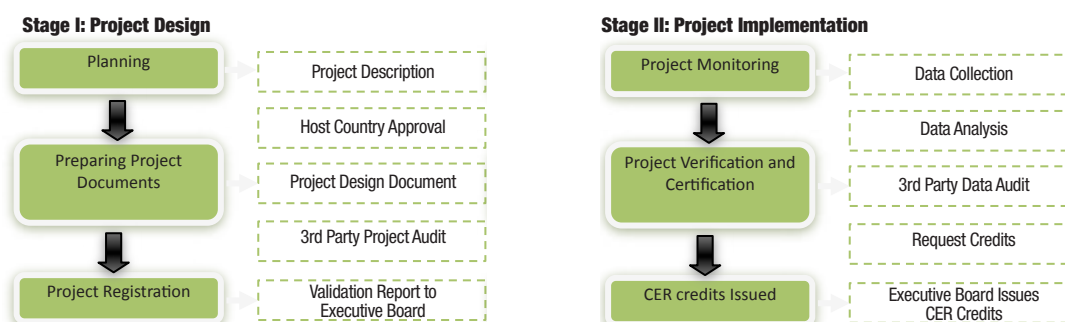 Stage I: Project Design
Planning
Project Description
Host Country Approval
Preparing Project
Documents
Project Design Document
3rd Party Project Audit
Project Registration
Validation Report to
Executive Board
Stage II: Project Implementation
Project Monitoring
Data Collection
Data Analysis
Project Verification and
Certification
3rd Party Data Audit
Request Credits
CER credits Issued
Executive Board Issues
CER Credits